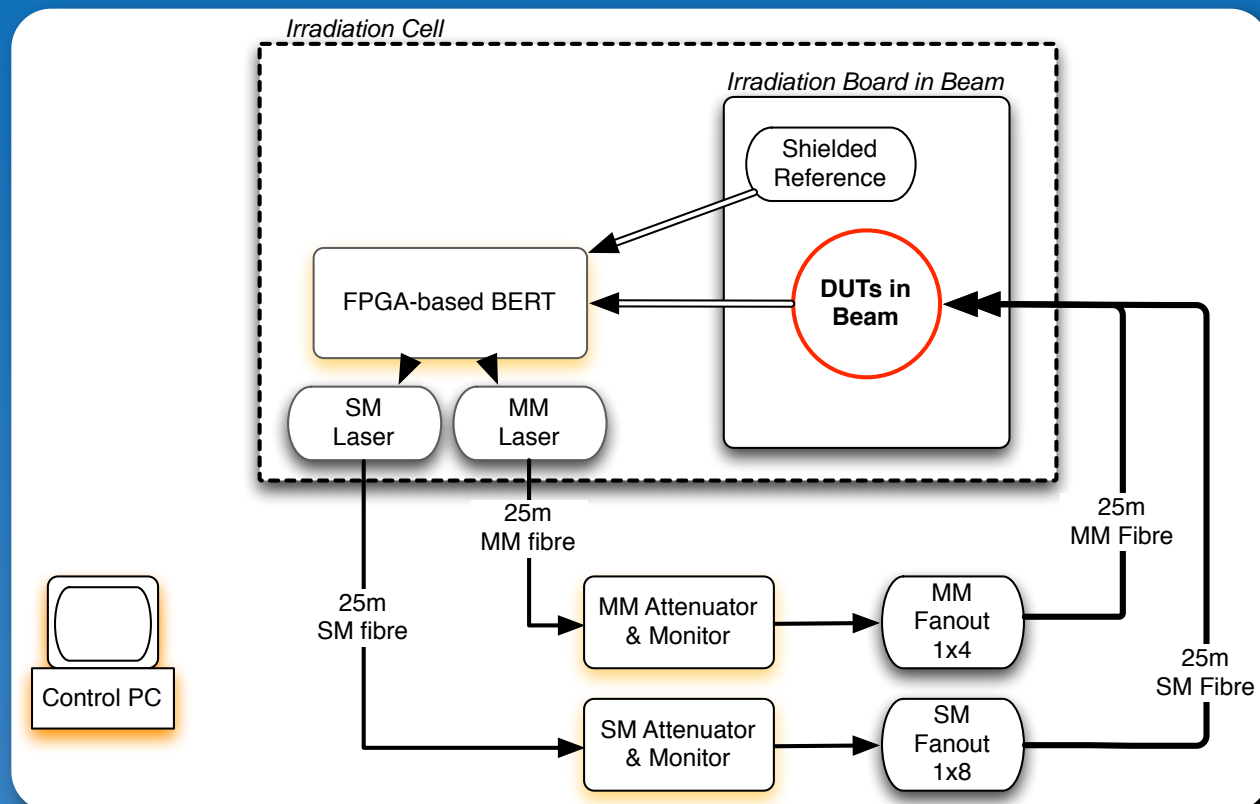 Irradiation Cell
Irradiation Board in Beam
Shielded
Reference
FPGA-based BERT
DUTs in
Beam
SM
Laser
MM
Laser
25m
MM fibre
25m
MM Fibre
25m
SM fibre
MM Attenuator
& Monitor
MM
Fanout
1x4
25m
SM Fibre
Control PC
SM Attenuator
& Monitor
SM
Fanout
1x8